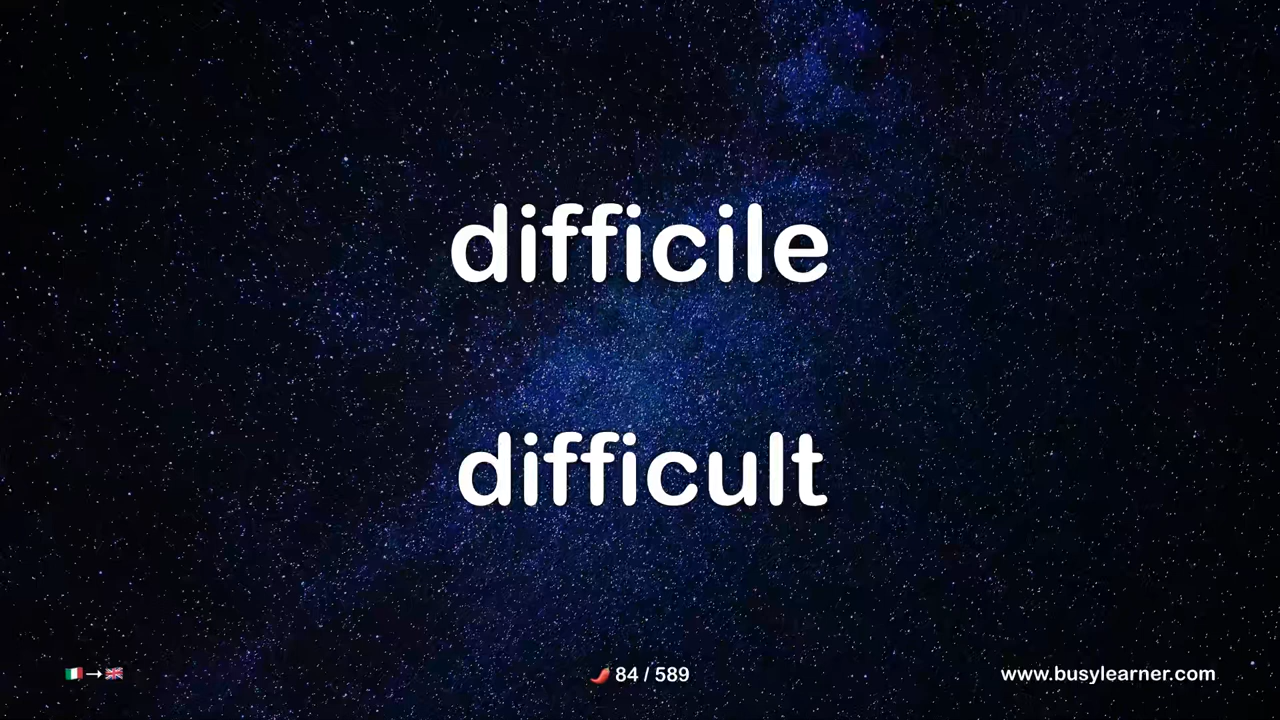 difficile
difficult
🇮🇹→🇬🇧 🌶️ 84 / 589 www.busylearner.com